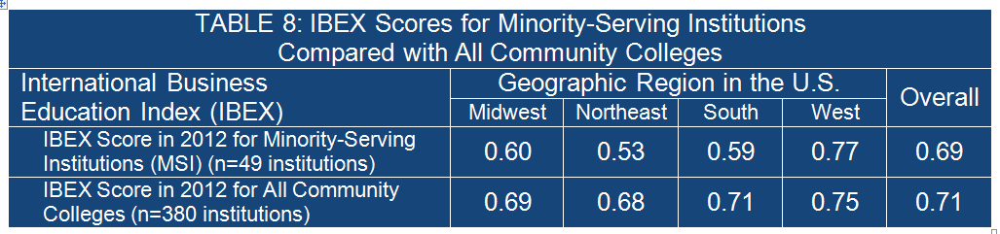 TABLE 8: IBEX Scores for Minority-Serving Institutions
Compared with All Community Colleges
International Business
Education Index (IBEX)
Geographic Region in the U.S.
Overall
Midwest Northeast South West
IBEX Score in 2012 for Minority-Serving
Institutions (MSI) (n=49 institutions)
0.60 0.53 0.59 0.77 0.69
IBEX Score in 2012 for All Community
Colleges (n=380 institutions)
0.69 0.68 0.71 0.75 0.71